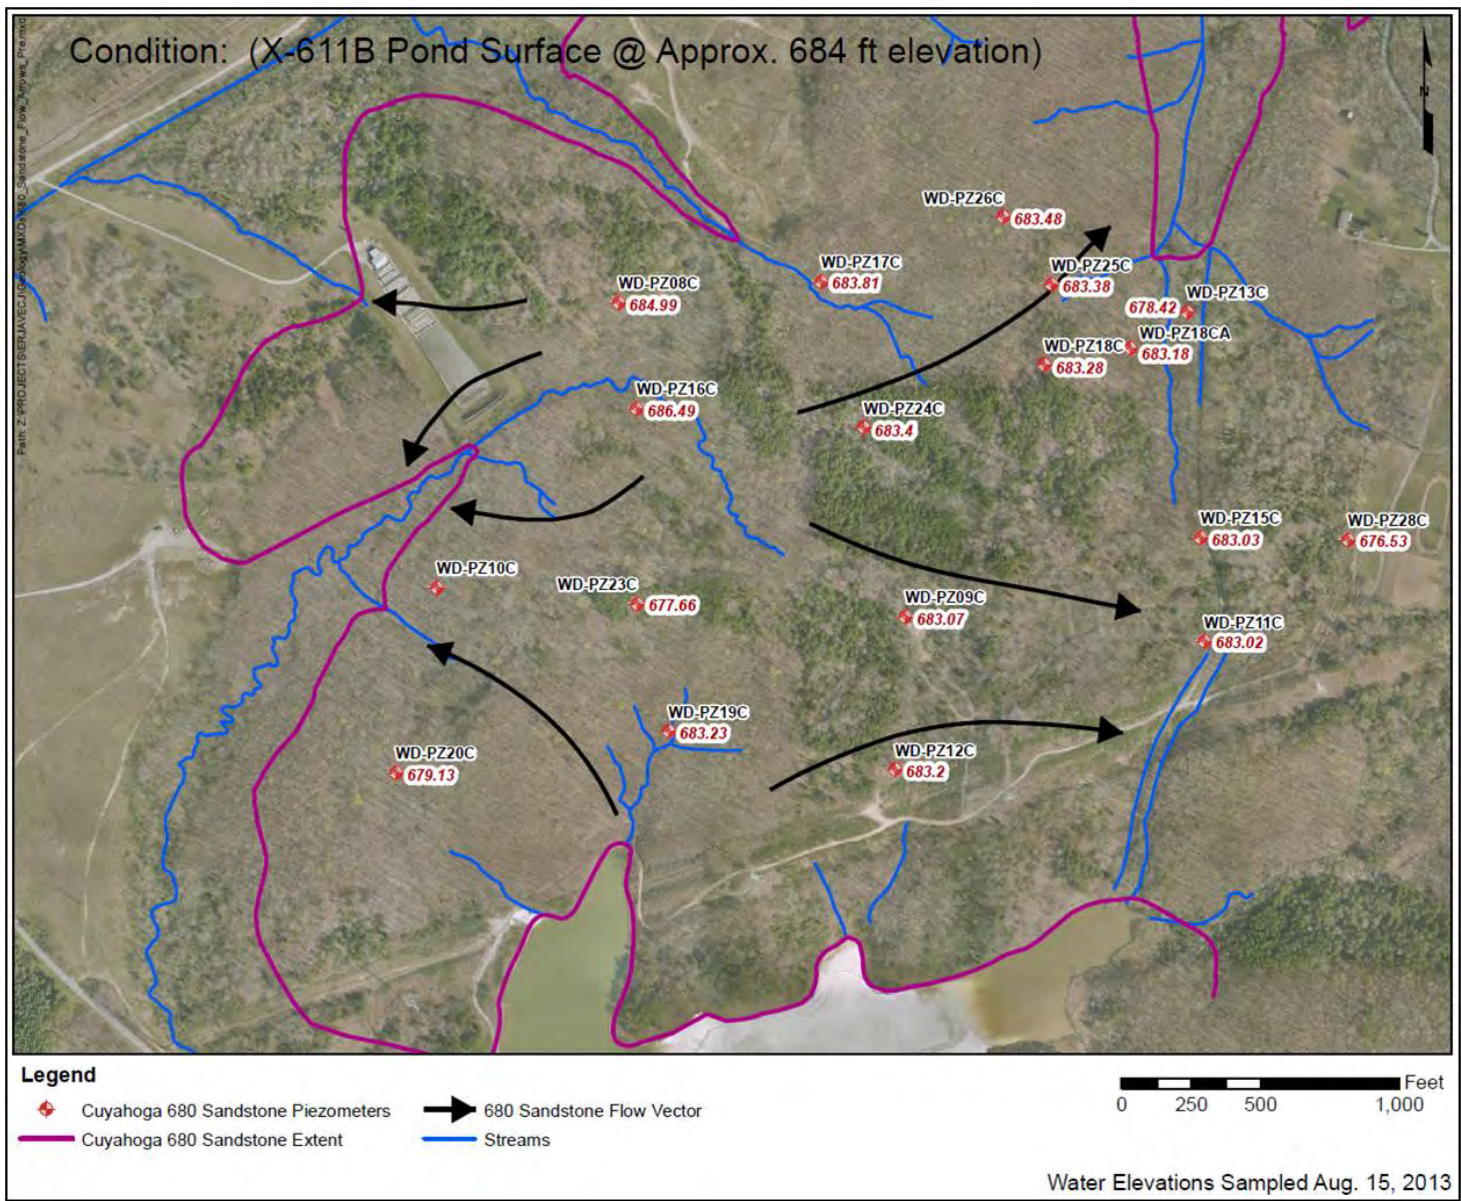 Condition: (X-611B Pond Surface @ Approx. 684 ft elevation)
N
WD-PZ26C
683.48
WD-PZ17C
683.81
WD-PZ25C
683.38
WD-PZ08C
684.99
WD-PZ13C
678.42
WD-PZ18CA
683.18
WD-PZ18C
683.28
WD-PZ16C
686.49
WD-PZ24C
683.4
WD-PZ15C
683.03
WD-PZ28C
676.53
WD-PZ10C
WD-PZ23C
677.66
WD-PZ09C
683.07
WD-PZ11C
683.02
WD-PZ19C
683.23
WD-PZ20C
679.13
WD-PZ12C
683.2
Legend
Cuyahoga 680 Sandstone Piezometers
680 Sandstone Flow Vector
Cuyahoga 680 Sandstone Extent
Streams
Feet
0 250 500 1,000
Water Elevations Sampled Aug. 15, 2013